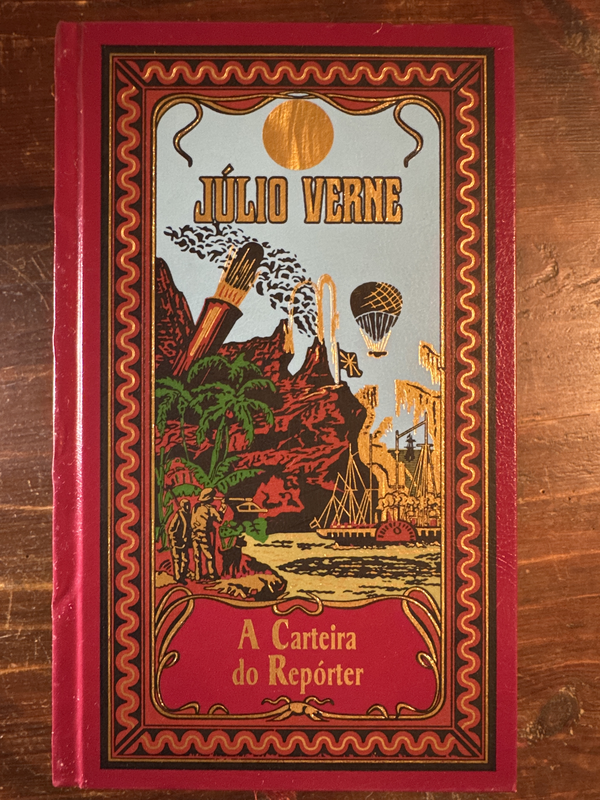 JÚLIO VERNE
A Carteira
do Repórter